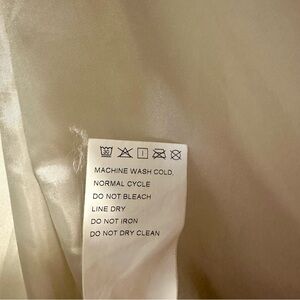 MACHINE WASH COLD,
NORMAL CYCLE
DO NOT BLEACH
LINE DRY
DO NOT IRON
DO NOT DRY CLEAN